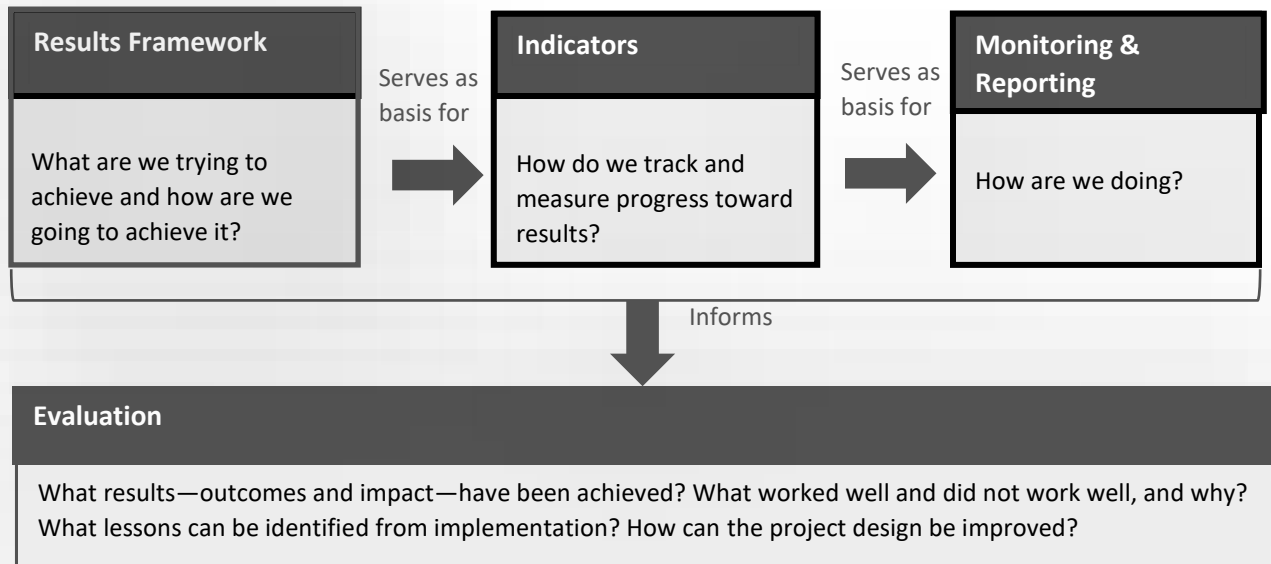 Results Framework
What are we trying to
achieve and how are we
going to achieve it?
Serves as
basis for
Indicators
How do we track and
measure progress toward
results?
Serves as
basis for
Monitoring &
Reporting
How are we doing?
Informs
Evaluation
What results—outcomes and impact—have been achieved? What worked well and did not work well, and why?
What lessons can be identified from implementation? How can the project design be improved?